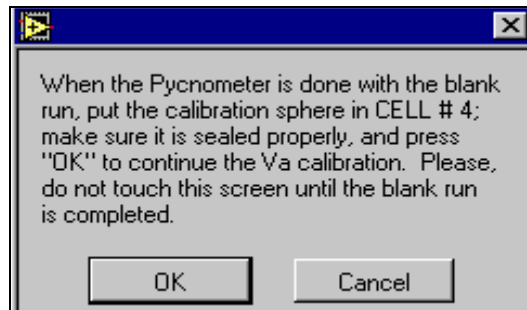 When the Pycnometer is done with the blank
run, put the calibration sphere in CELL # 4;
make sure it is sealed properly, and press
"OK" to continue the Va calibration.  Please,
do not touch this screen until the blank run
is completed.
OK
Cancel